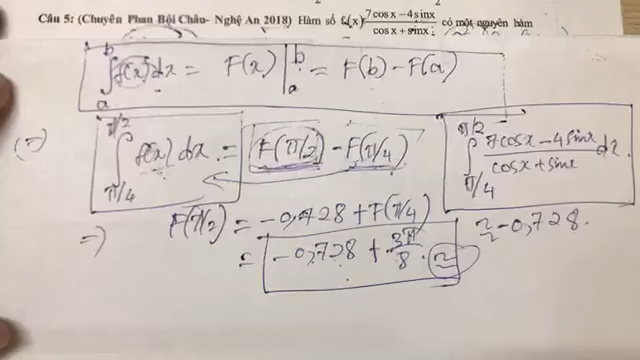 Câu 5: (Chuyên Phan Bội Châu- Nghệ An 2018) Hàm số f(x) 7cosx−4sinx / cosx+sinx có một nguyên hàm
∫_a^b f(x)dx = F(x) |_a^b = F(b) - F(a)
∫_{π/4}^{π/2} f(x) dx = F(π/2) - F(π/4)
∫_{π/4}^{π/2} 7cosx - 4sinx / cosx + sinx dx
≈ -0,728.
=> F(π/2) = -0,728 + F(π/4)
= -0,728 + 3π/8 ≈